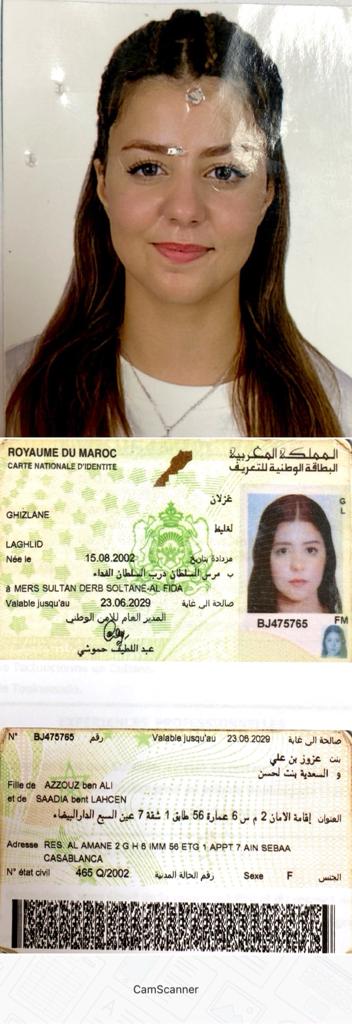 ROYAUME DU MAROC
المملكة المغربية
CARTE NATIONALE D'IDENTITE
البطاقة الوطنية للتعريف
غزلان
GHIZLANE
لغليظ
LAGHLID
Née le 15.08.2002 مزدادة بتاريخ
ب مرس السلطان درب السلطان الفداء
à MERS SULTAN DERB SOLTANE-AL FIDA
Valable jusqu'au 23.06.2029 صالحة الى غاية
المدير العام للأمن الوطني
عبد اللطيف حموشي
BJ475765
N° BJ475765 رقم Valable jusqu'au 23.06.2029 صالحة الى غاية
بنت عزوز بن علي
و السعدية بنت لحسن
Fille de AZZOUZ ben ALI
et de SAADIA bent LAHCEN
العنوان إقامة الامان 2 م س 6 عمارة 56 طابق 1 شقة 7 عين السبع الدارالبيضاء
Adresse RES. AL AMANE 2 G H 6 IMM 56 ETG 1 APPT 7 AIN SEBAA
CASABLANCA
N° état civil 465 Q/2002 رقم الحالة المدنية Sexe F الجنس
CamScanner